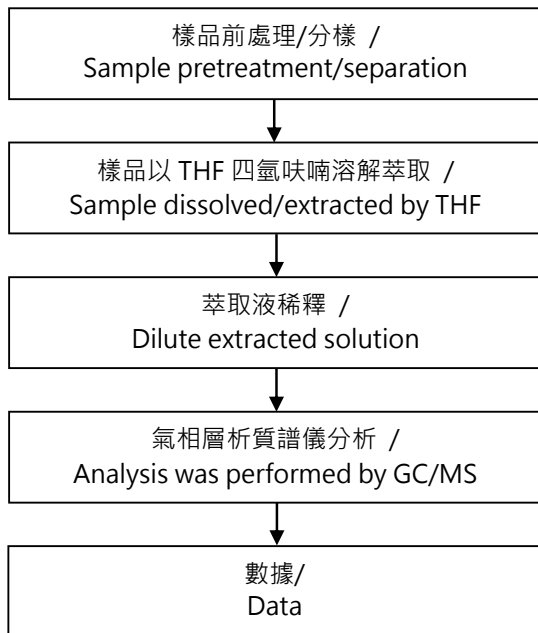 樣品前處理/分樣 /
Sample pretreatment/separation
樣品以 THF 四氫呋喃溶解萃取 /
Sample dissolved/extracted by THF
萃取液稀釋 /
Dilute extracted solution
氣相層析質譜儀分析 /
Analysis was performed by GC/MS
數據/
Data